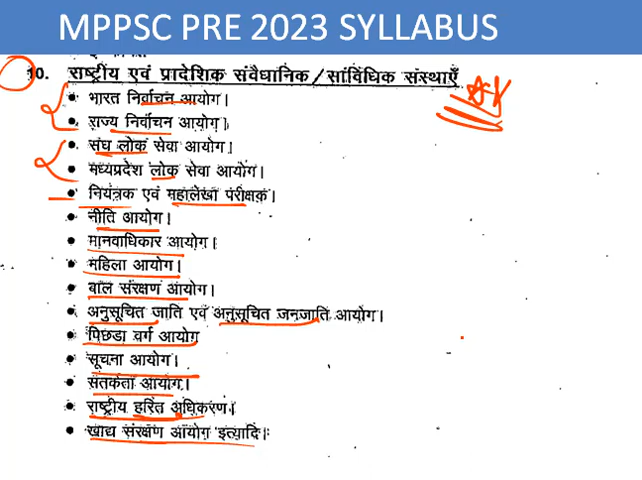 MPPSC PRE 2023 SYLLABUS
10. राष्ट्रीय एवं प्रादेशिक संवैधानिक/सांविधिक संस्थाएँ
• भारत निर्वाचन आयोग।
• राज्य निर्वाचन आयोग।
• संघ लोक सेवा आयोग।
• मध्यप्रदेश लोक सेवा आयोग।
• नियंत्रक एवं महालेखा परीक्षक।
• नीति आयोग।
• मानवाधिकार आयोग।
• महिला आयोग।
• बाल संरक्षण आयोग।
• अनुसूचित जाति एवं अनुसूचित जनजाति आयोग।
• पिछडा वर्ग आयोग
• सूचना आयोग।
• सतर्कता आयोग।
• राष्ट्रीय हरित अधिकरण।
• खाद्य संरक्षण आयोग इत्यादि।